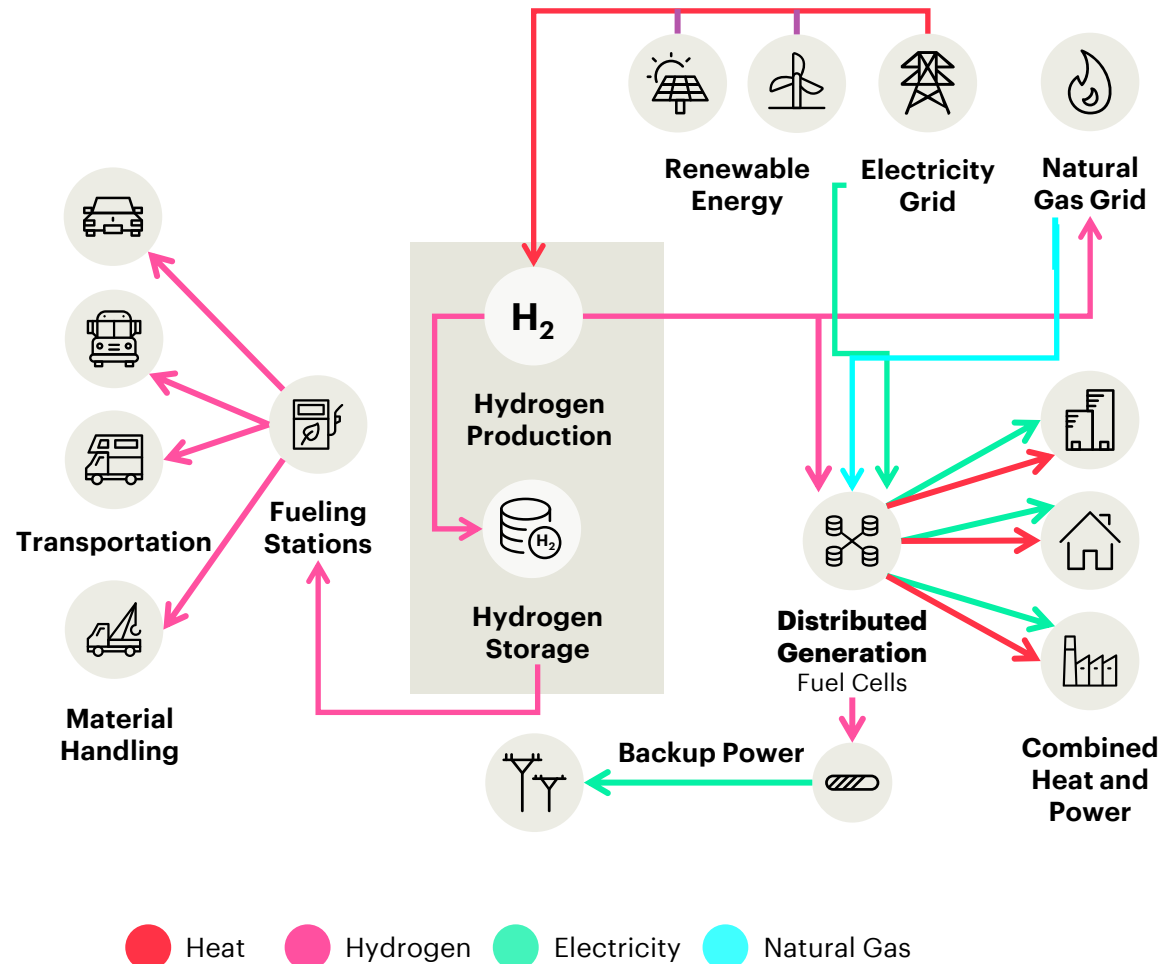 Renewable
Energy
Electricity
Grid
Natural
Gas Grid
H₂
Hydrogen
Production
H₂
Hydrogen
Storage
Fueling
Stations
Transportation
Material
Handling
Distributed
Generation
Fuel Cells
Backup Power
Combined
Heat and
Power
Heat
Hydrogen
Electricity
Natural Gas